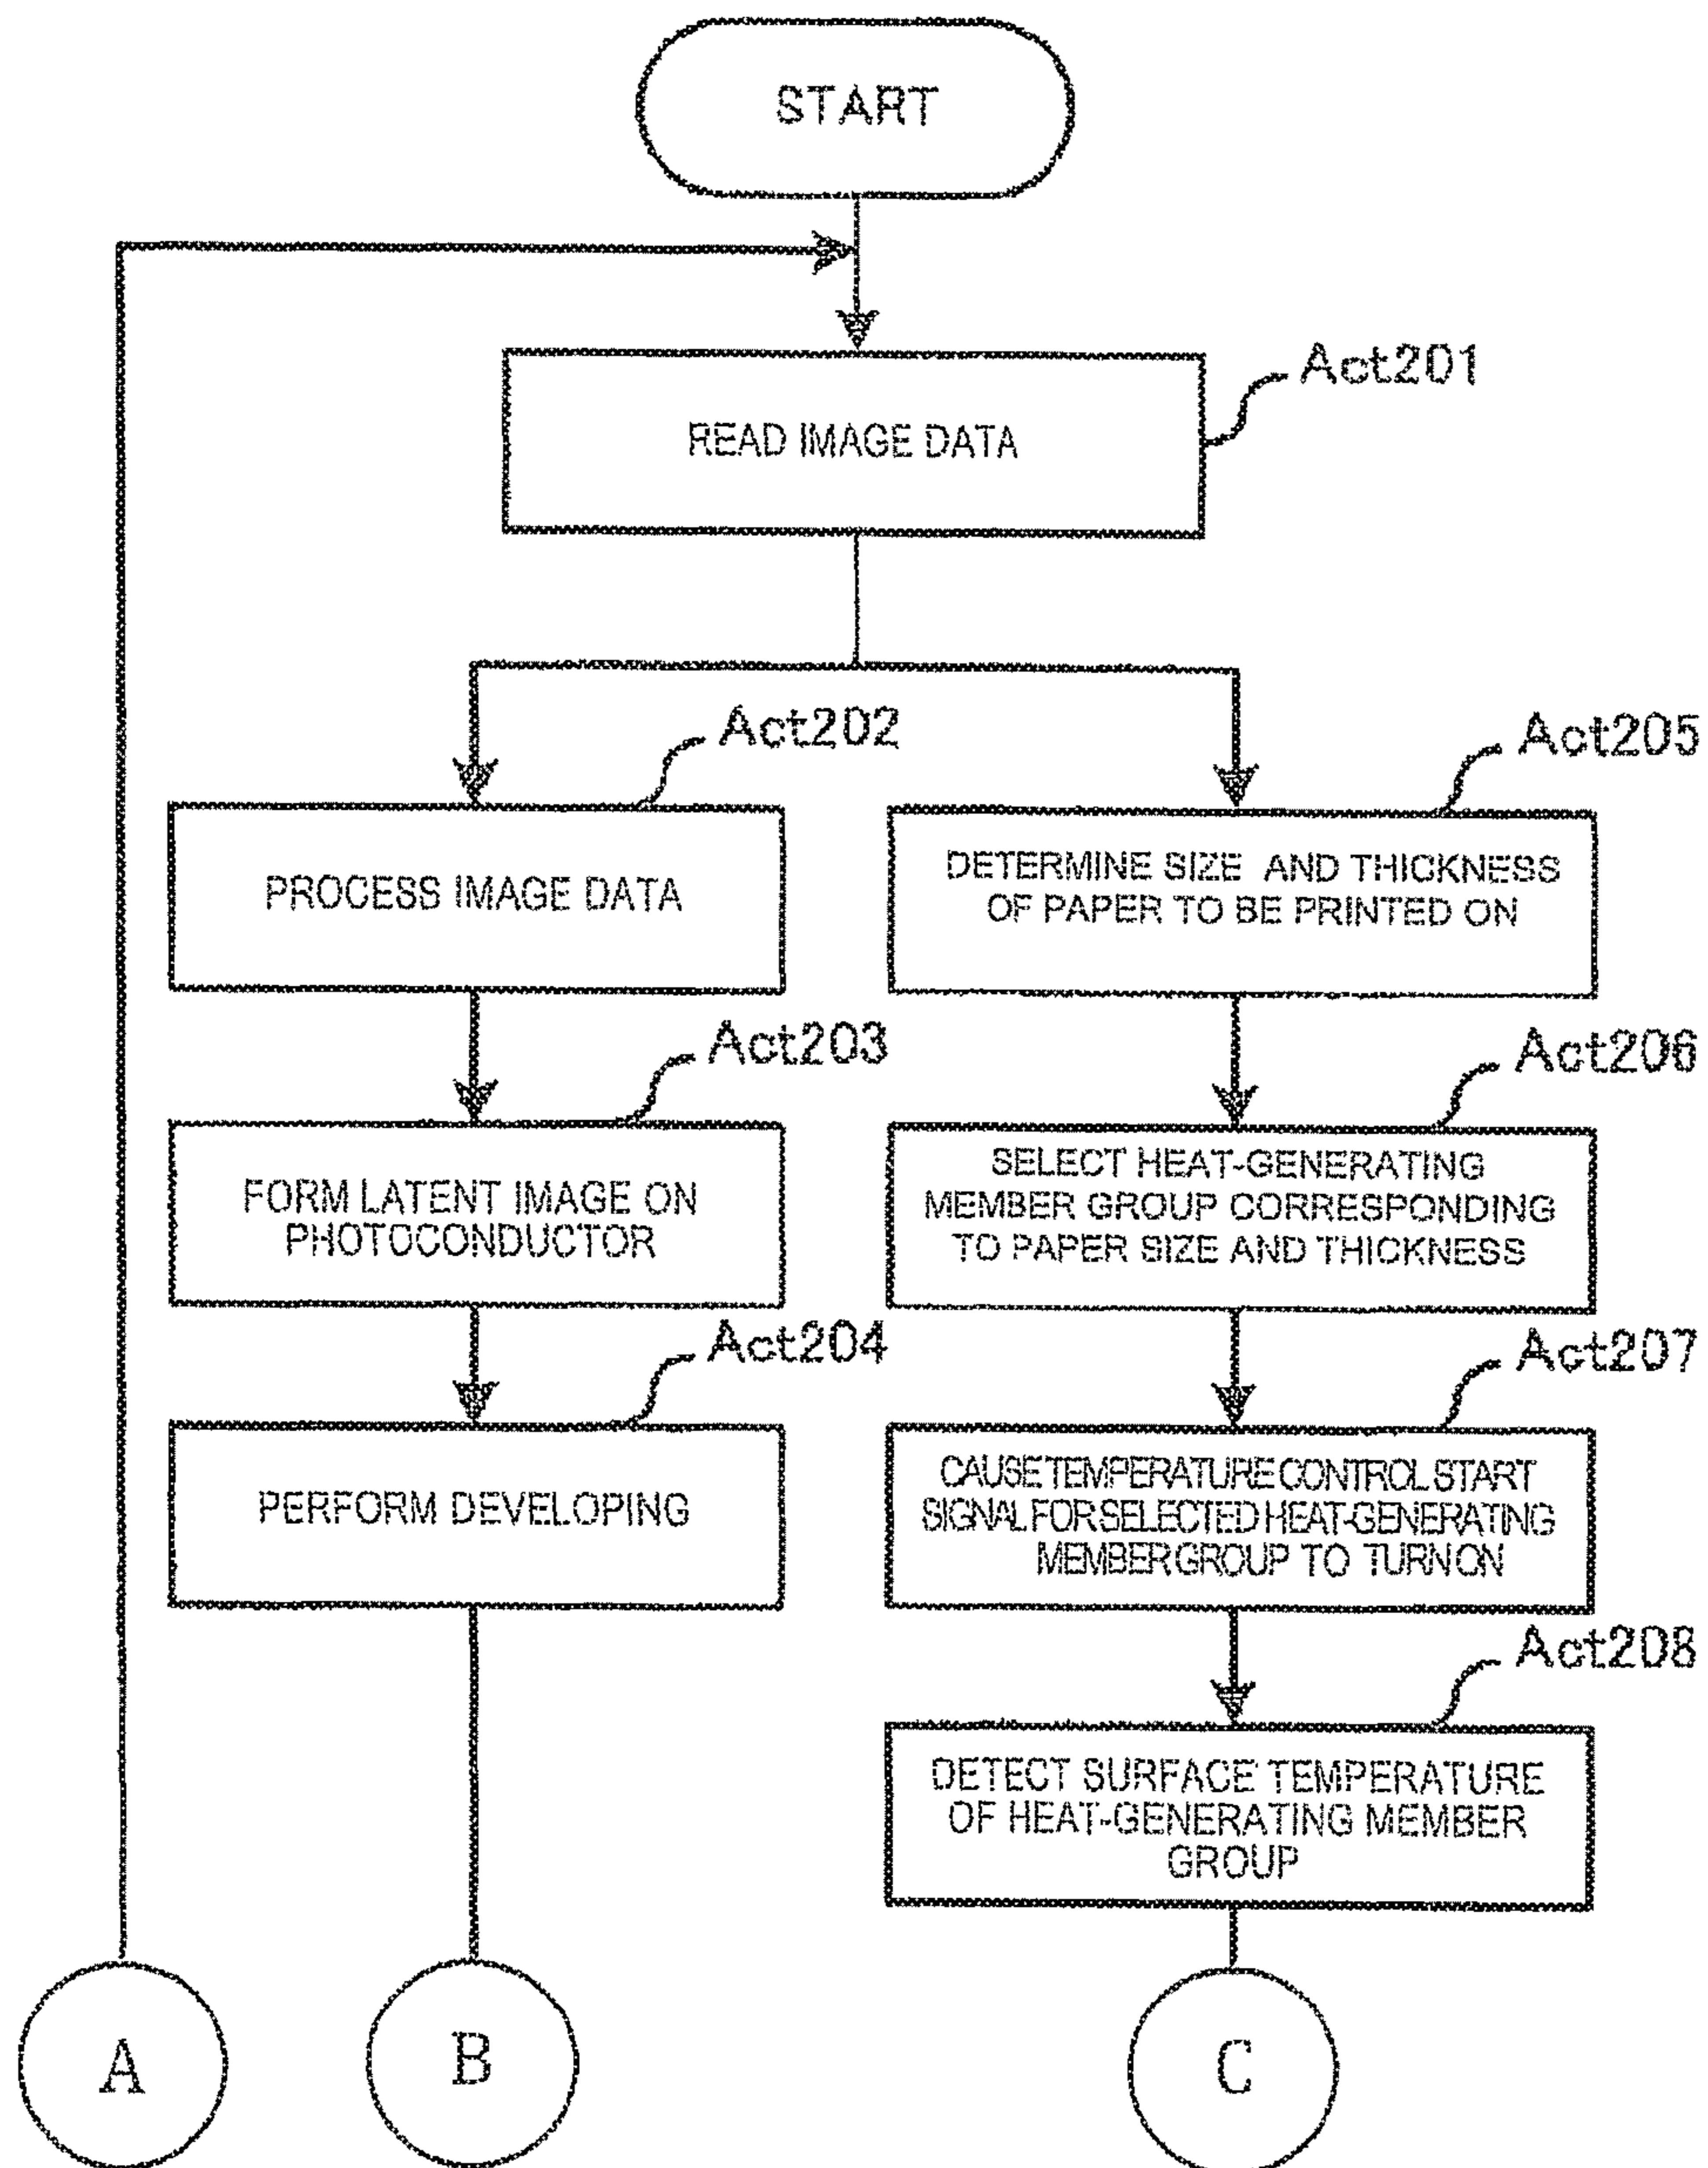 START
Act201
READ IMAGE DATA
Act202
PROCESS IMAGE DATA
Act203
FORM LATENT IMAGE ON
PHOTOCONDUCTOR
Act204
PERFORM DEVELOPING
Act205
DETERMINE SIZE AND THICKNESS
OF PAPER TO BE PRINTED ON
Act206
SELECT HEAT-GENERATING
MEMBER GROUP CORRESPONDING
TO PAPER SIZE AND THICKNESS
Act207
CAUSE TEMPERATURE CONTROL START
SIGNAL FOR SELECTED HEAT-GENERATING
MEMBER GROUP TO TURN ON
Act208
DETECT SURFACE TEMPERATURE
OF HEAT-GENERATING MEMBER
GROUP
A
B
C